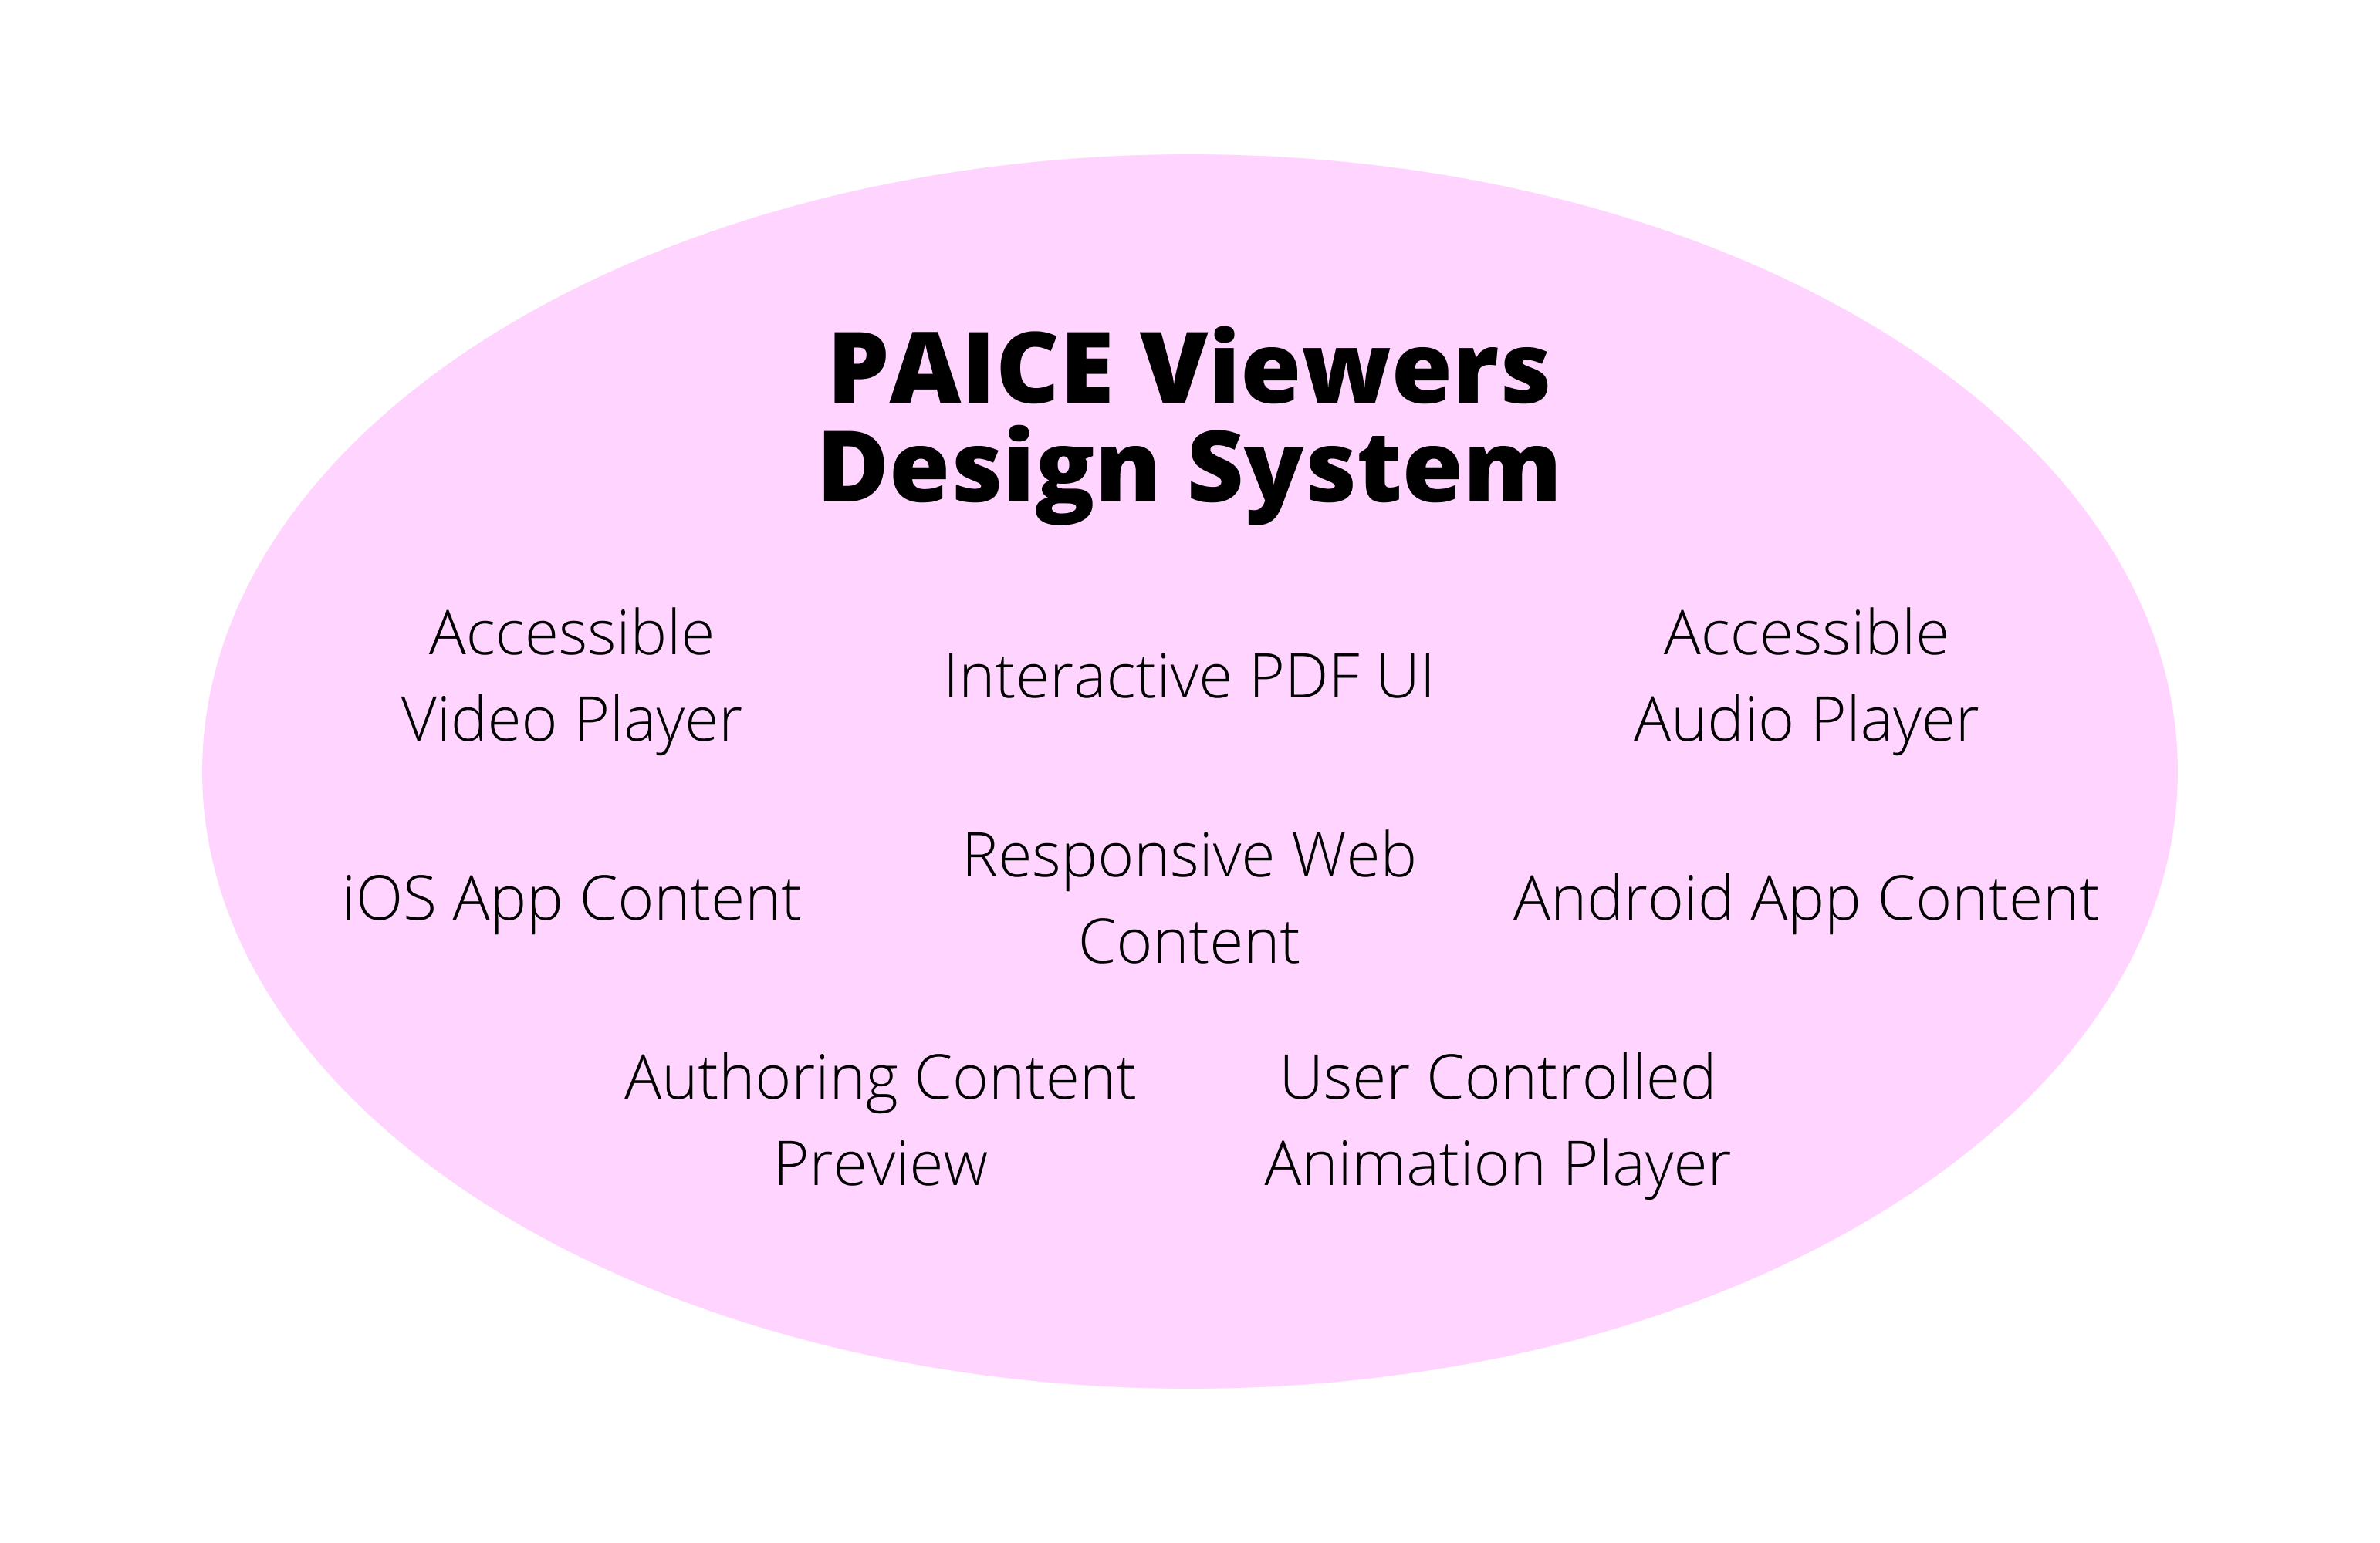 PAICE Viewers
Design System
Accessible
Video Player
Interactive PDF UI
Accessible
Audio Player
iOS App Content
Responsive Web
Content
Android App Content
Authoring Content
Preview
User Controlled
Animation Player